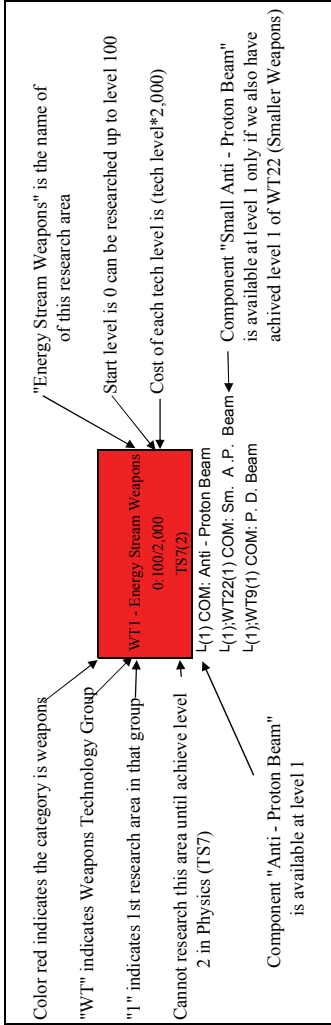 Color red indicates the category is weapons
"WT" indicates Weapons Technology Group
"1" indicates 1st research area in that group
Cannot research this area until achieve level
2 in Physics (TS7)
Component "Anti - Proton Beam"
is available at level 1
WT1 - Energy Stream Weapons
0:100/2,000
TS7(2)
└(1) COM: Anti - Proton Beam
└(1);WT22(1) COM: Sm. A .P. Beam
└(1);WT9(1) COM: P. D. Beam
"Energy Stream Weapons" is the name of
of this research area
Start level is 0 can be researched up to level 100
Cost of each tech level is (tech level*2,000)
Component "Small Anti - Proton Beam"
is available at level 1 only if we also have
achived level 1 of WT22 (Smaller Weapons)